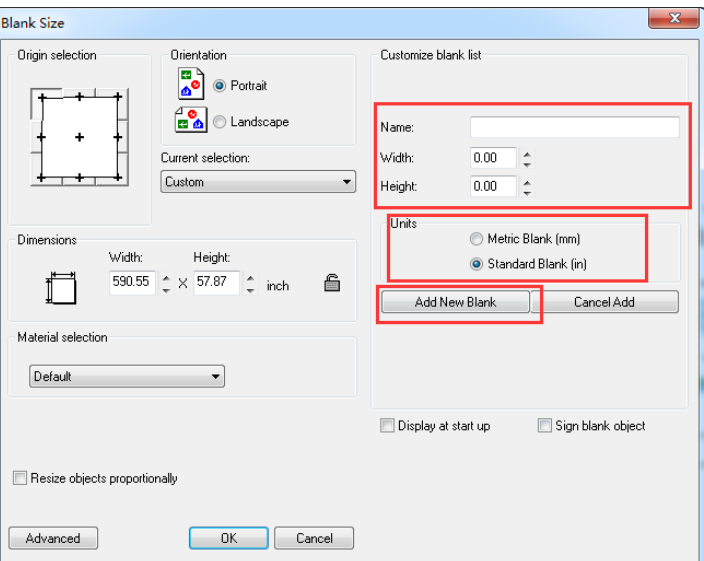 Blank Size
Origin selection
Orientation
Portrait
Landscape
Current selection:
Custom
Dimensions
Width:
Height:
590.55
X
57.87
inch
Material selection
Default
Resize objects proportionally
Advanced
OK
Cancel
Customize blank list
Name:
Width:
0.00
Height:
0.00
Units
Metric Blank (mm)
Standard Blank (in)
Add New Blank
Cancel Add
Display at start up
Sign blank object